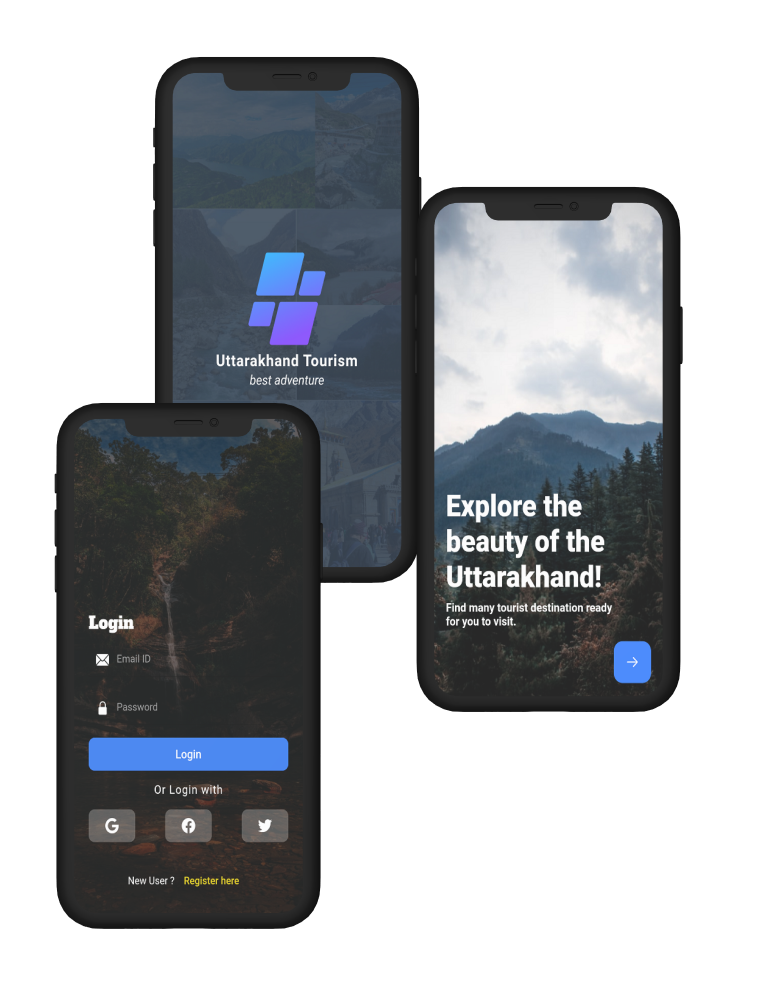 Uttarakhand Tourism
best adventure
Explore the
beauty of the
Uttarakhand!
Find many tourist destination ready
for you to visit.
Login
Email ID
Password
Login
Or Login with
New User ? Register here